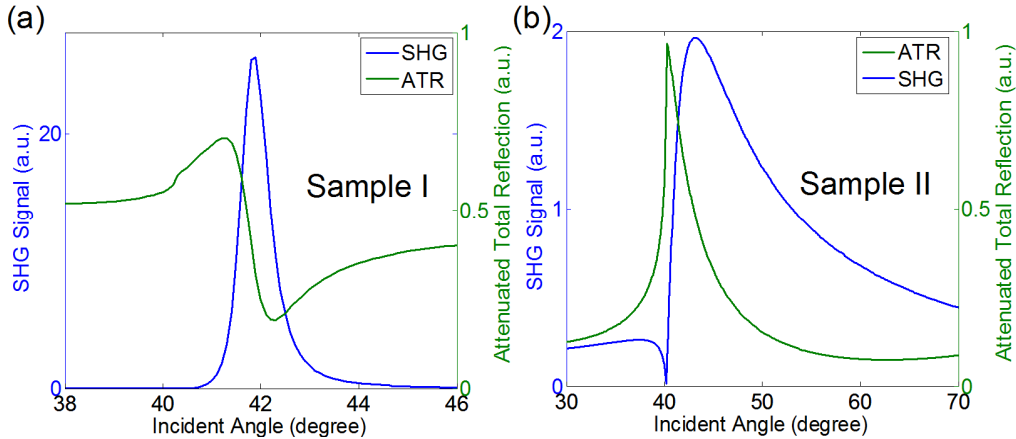 (a)
SHG Signal (a.u.)
20
0
SHG
ATR
Sample I
1
0.5
0
Attenuated Total Reflection (a.u.)
38 40 42 44 46
Incident Angle (degree)
(b)
SHG Signal (a.u.)
2
1
0
ATR
SHG
Sample II
1
0.5
0
Attenuated Total Reflection (a.u.)
30 40 50 60 70
Incident Angle (degree)